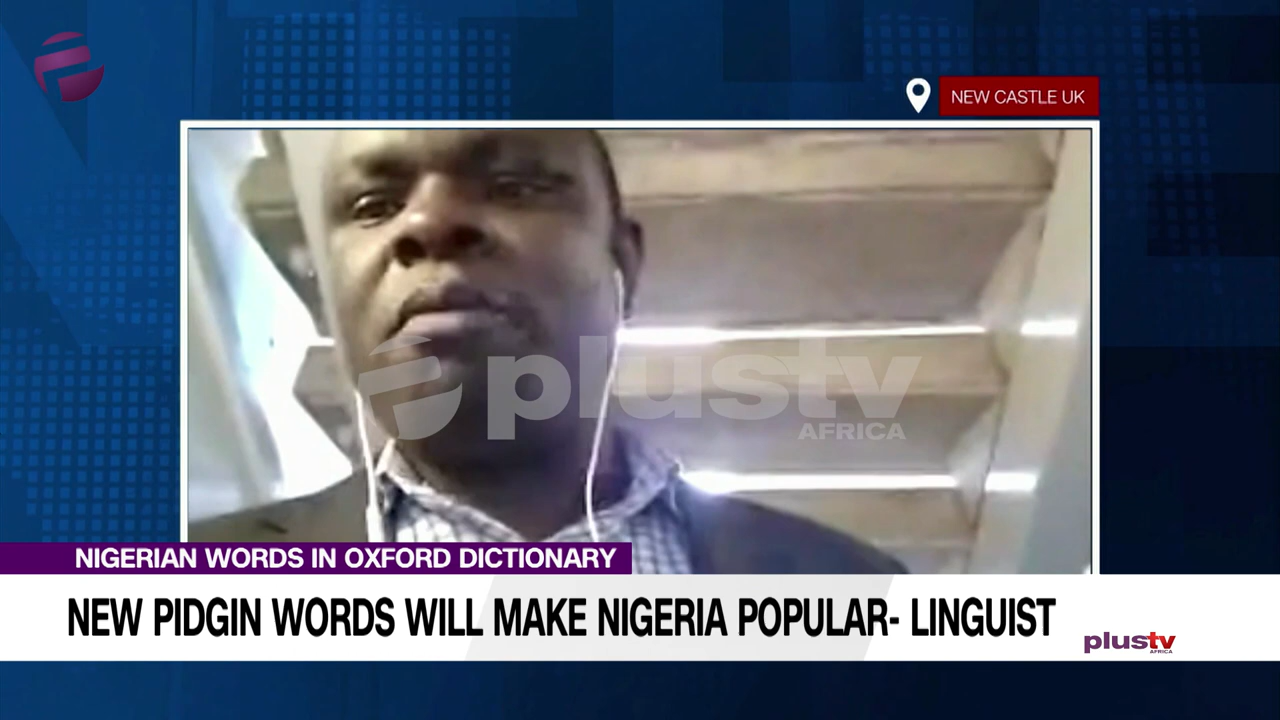 NEW CASTLE UK
plustv
AFRICA
NIGERIAN WORDS IN OXFORD DICTIONARY
NEW PIDGIN WORDS WILL MAKE NIGERIA POPULAR- LINGUIST
plustv
AFRICA